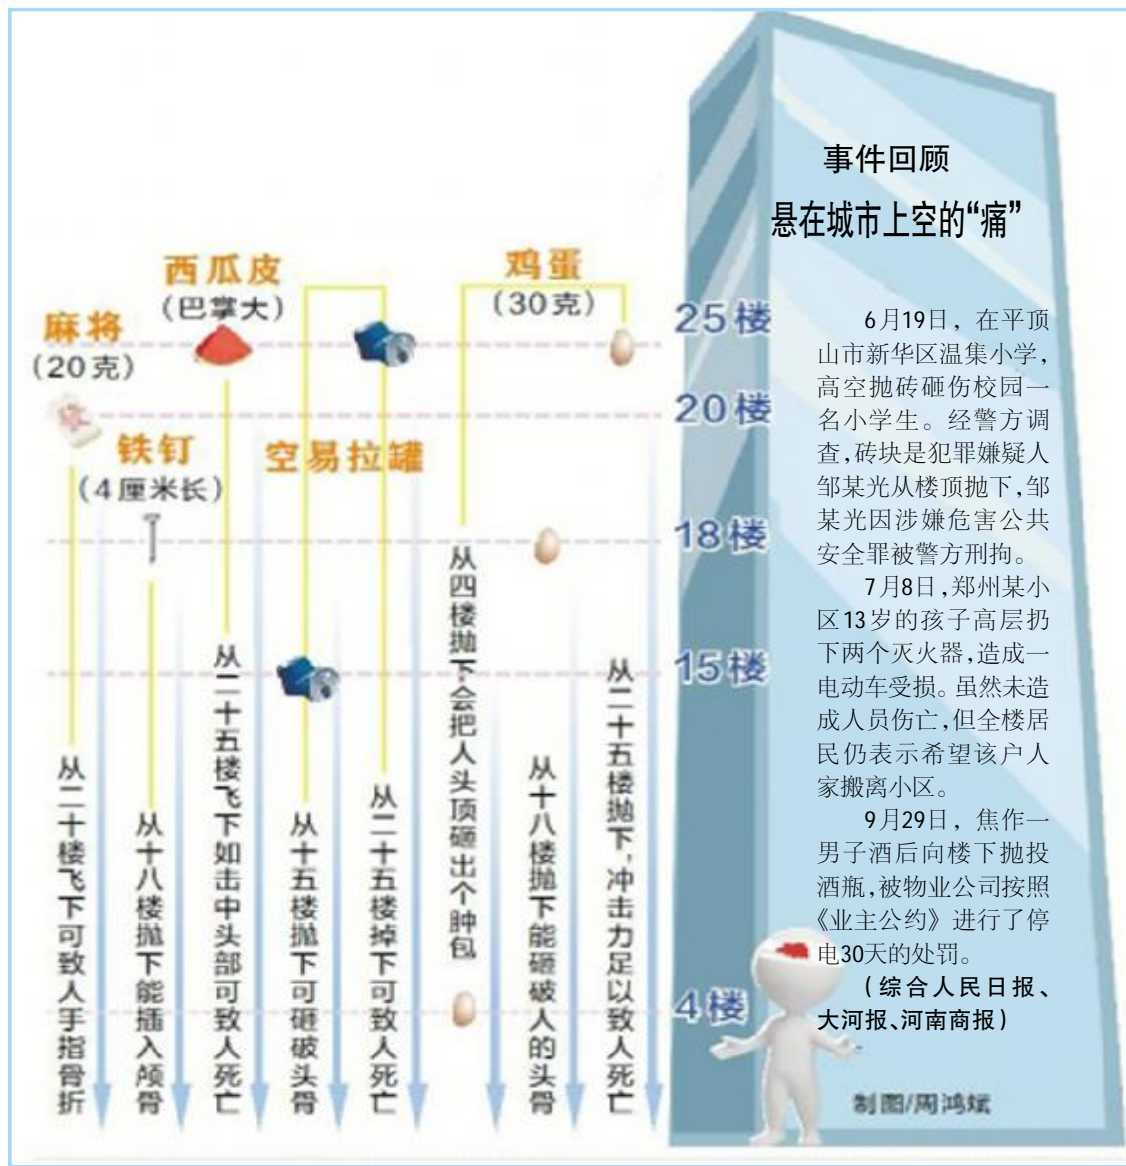 事件回顾
悬在城市上空的“痛”
西瓜皮
(巴掌大)
鸡蛋
(30克)
麻将
(20克)
铁钉
(4厘米长)
空易拉罐
25楼
20楼
18楼
15楼
4楼
从二十楼飞下可致人手指骨折
从十八楼抛下能插入颅骨
从二十五楼飞下如击中头部可致人死亡
从十五楼抛下可砸破头骨
从二十五楼掉下可致人死亡
从四楼抛下,会把人头顶砸出个肿包
从十八楼抛下能砸破人的头骨
从二十五楼抛下,冲击力足以致人死亡
6月19日，在平顶
山市新华区温集小学，
高空抛砖砸伤校园一
名小学生。经警方调
查，砖块是犯罪嫌疑人
邹某光从楼顶抛下，邹
某光因涉嫌危害公共
安全罪被警方刑拘。
7月8日，郑州某小
区13岁的孩子高层扔
下两个灭火器，造成一
电动车受损。虽然未造
成人员伤亡，但全楼居
民仍表示希望该户人
家搬离小区。
9月29日，焦作一
男子酒后向楼下抛投
酒瓶，被物业公司按照
《业主公约》进行了停
电30天的处罚。
(综合人民日报、
大河报、河南商报)
制图/周鸿斌